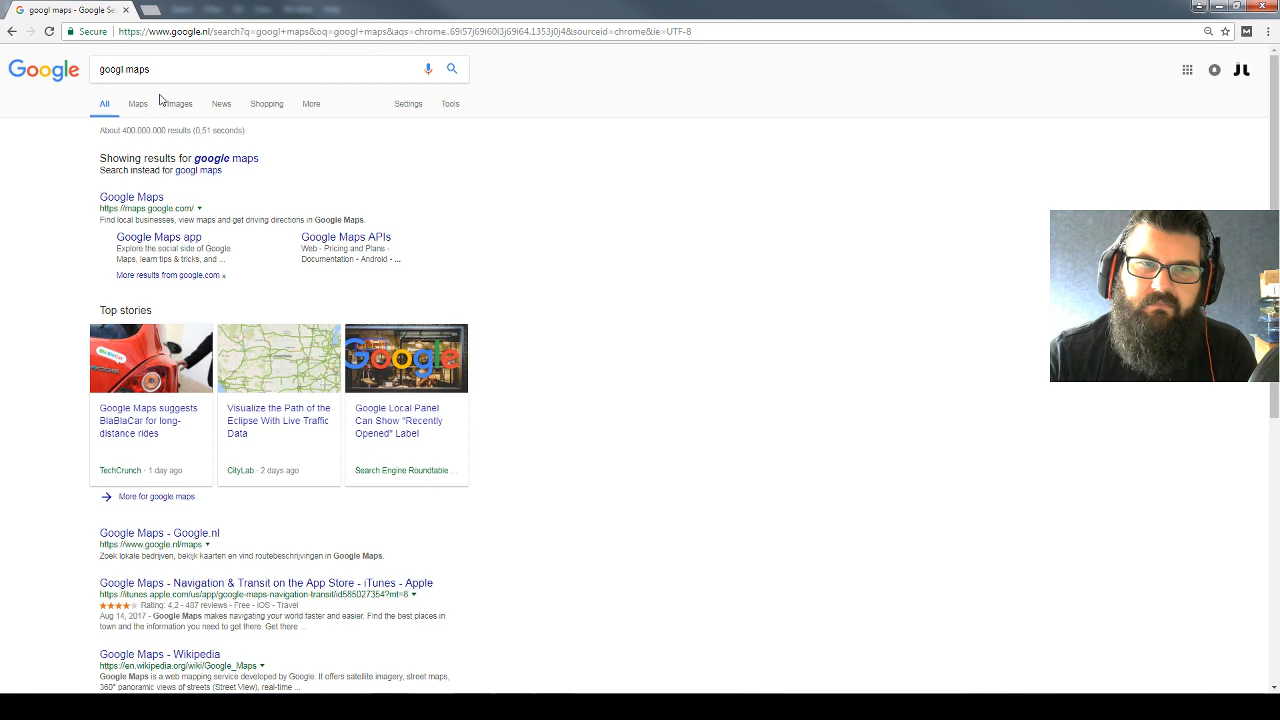 googl maps - Google Se
Secure
https://www.google.nl/search?q=googl+maps&oq=googl+maps&aqs=chrome..69i57j69i60l3j69i64.1353j0j4&sourceid=chrome&ie=UTF-8
M
Google
googl maps
JL
All
Maps
Images
News
Shopping
More
Settings
Tools
About 400.000.000 results (0,51 seconds)
Showing results for google maps
Search instead for googl maps
Google Maps
https://maps.google.com/
Find local businesses, view maps and get driving directions in Google Maps.
Google Maps app
Explore the social side of Google
Maps, learn tips & tricks, and ...
Google Maps APIs
Web - Pricing and Plans -
Documentation - Android - ...
More results from google.com »
Top stories
Google
Google Maps suggests
BlaBlaCar for long-
distance rides
TechCrunch · 1 day ago
Visualize the Path of the
Eclipse With Live Traffic
Data
CityLab · 2 days ago
Google Local Panel
Can Show "Recently
Opened" Label
Search Engine Roundtable ...
More for google maps
Google Maps - Google.nl
https://www.google.nl/maps
Zoek lokale bedrijven, bekijk kaarten en vind routebeschrijvingen in Google Maps.
Google Maps - Navigation & Transit on the App Store - iTunes - Apple
https://itunes.apple.com/us/app/google-maps-navigation-transit/id585027354?mt=8
Rating: 4,2 - 487 reviews - Free - iOS - Travel
Aug 14, 2017 - Google Maps makes navigating your world faster and easier. Find the best places in
town and the information you need to get there. Get there ...
Google Maps - Wikipedia
https://en.wikipedia.org/wiki/Google_Maps
Google Maps is a web mapping service developed by Google. It offers satellite imagery, street maps,
360° panoramic views of streets (Street View), real-time ...